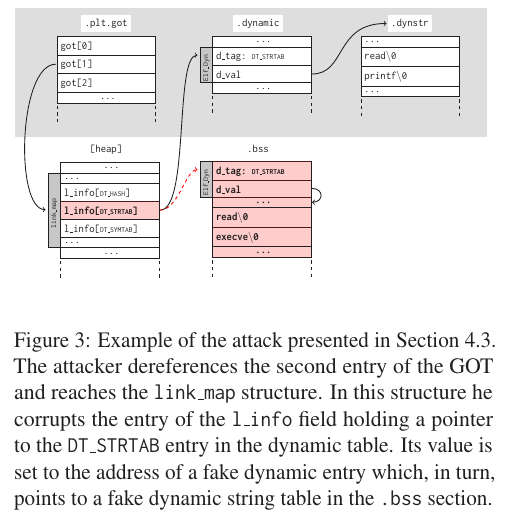 .plt.got
.dynamic
.dynstr
got[0]
got[1]
got[2]
...
Elf_Dyn
...
d_tag: DT_STRTAB
d_val
...
...
read\0
printf\0
...
[heap]
.bss
link_map
...
...
l_info[DT_HASH]
l_info[DT_STRTAB]
l_info[DT_SYMTAB]
...
...
Elf_Dyn
d_tag: DT_STRTAB
d_val
...
read\0
execve\0
...
Figure 3: Example of the attack presented in Section 4.3.
The attacker dereferences the second entry of the GOT
and reaches the link_map structure. In this structure he
corrupts the entry of the l_info field holding a pointer
to the DT_STRTAB entry in the dynamic table. Its value is
set to the address of a fake dynamic entry which, in turn,
points to a fake dynamic string table in the .bss section.